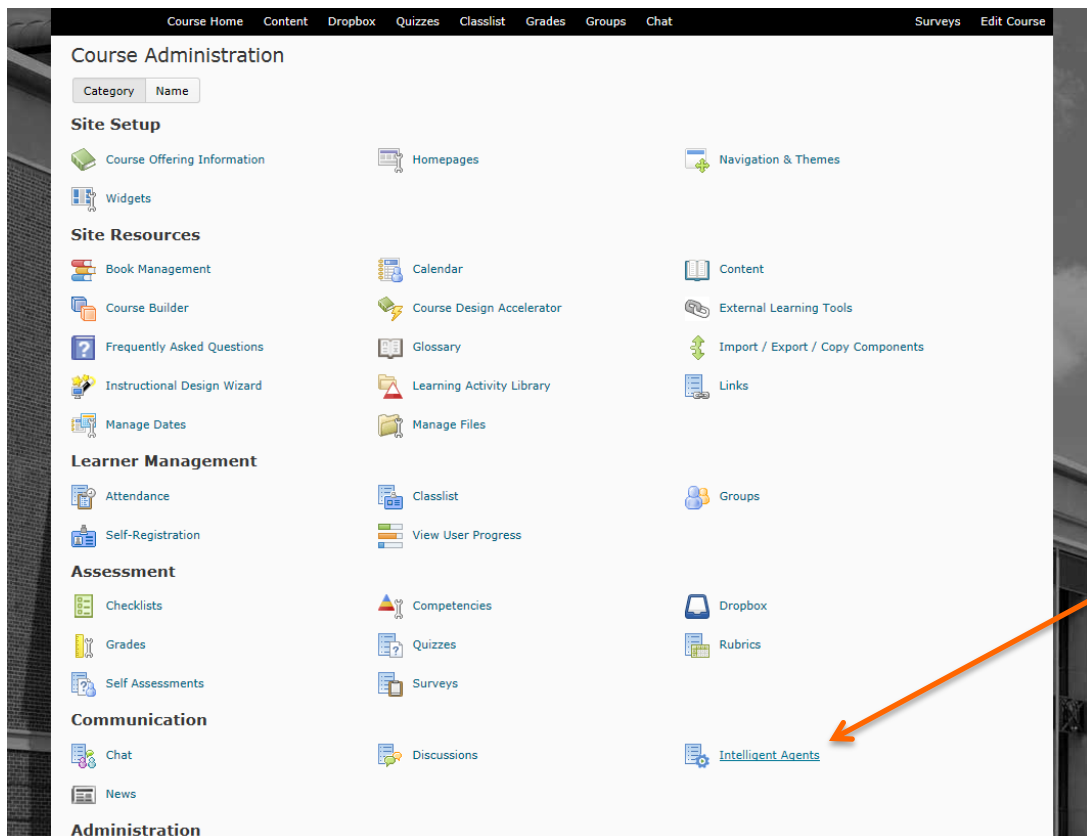 Course Home Content Dropbox Quizzes Classlist Grades Groups Chat Surveys Edit Course
Course Administration
Category Name
Site Setup
Course Offering Information Homepages Navigation & Themes
Widgets
Site Resources
Book Management Calendar Content
Course Builder Course Design Accelerator External Learning Tools
Frequently Asked Questions Glossary Import / Export / Copy Components
Instructional Design Wizard Learning Activity Library Links
Manage Dates Manage Files
Learner Management
Attendance Classlist Groups
Self-Registration View User Progress
Assessment
Checklists Competencies Dropbox
Grades Quizzes Rubrics
Self Assessments Surveys
Communication
Chat Discussions Intelligent Agents
News
Administration